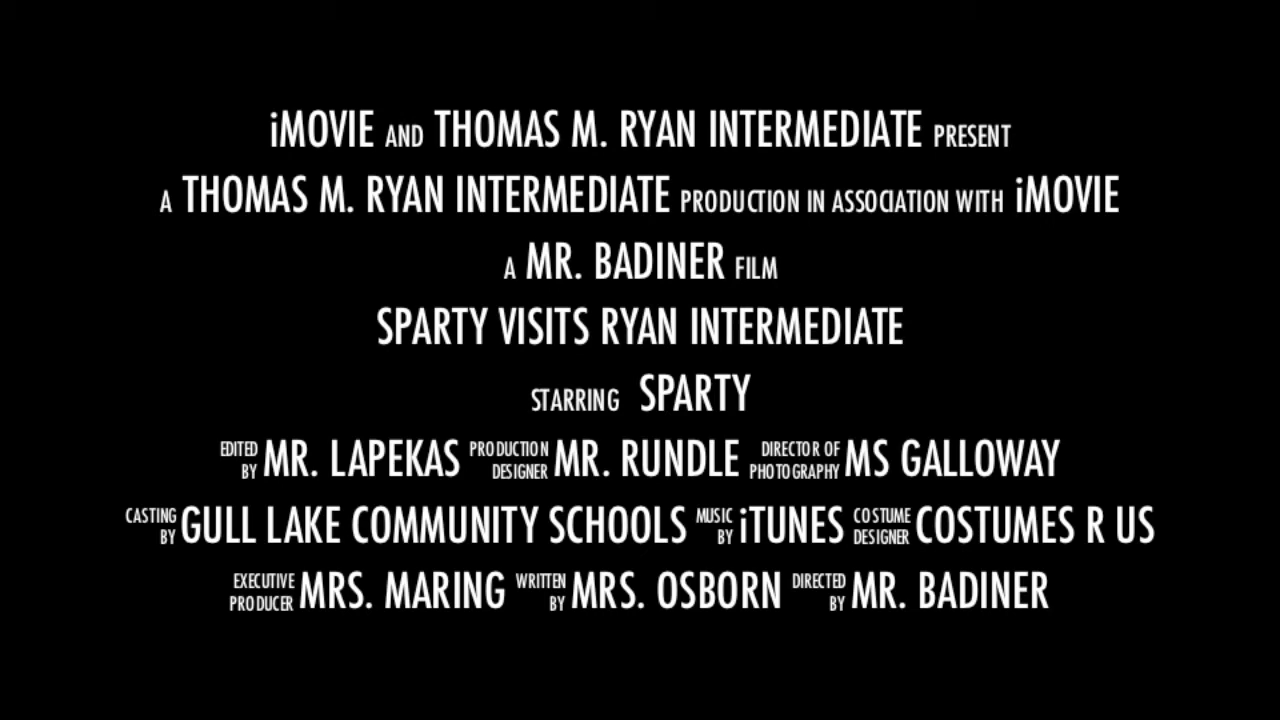 iMOVIE AND THOMAS M. RYAN INTERMEDIATE PRESENT
A THOMAS M. RYAN INTERMEDIATE PRODUCTION IN ASSOCIATION WITH iMOVIE
A MR. BADINER FILM
SPARTY VISITS RYAN INTERMEDIATE
STARRING SPARTY
EDITED BY MR. LAPEKAS PRODUCTION DESIGNER MR. RUNDLE DIRECTOR OF PHOTOGRAPHY MS GALLOWAY
CASTING BY GULL LAKE COMMUNITY SCHOOLS MUSIC BY iTUNES COSTUME DESIGNER COSTUMES R US
EXECUTIVE PRODUCER MRS. MARING WRITTEN BY MRS. OSBORN DIRECTED BY MR. BADINER